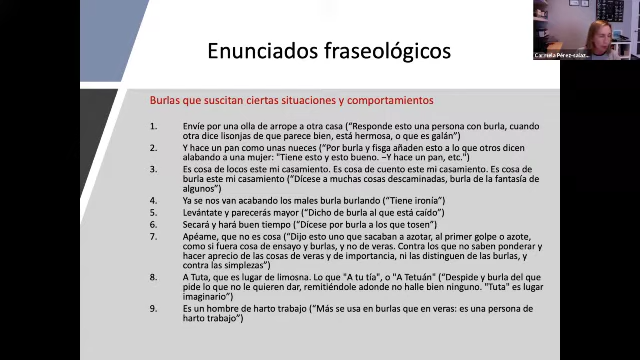 Enunciados fraseológicos
Burlas que suscitan ciertas situaciones y comportamientos
1. Envíe por una olla de arrope a otra casa ("Responde esto una persona con burla, cuando
otra dice lisonjas de que parece bien, está hermosa, o que es galán")
2. Y hace un pan como unas nueces ("Por burla y fisga añaden esto a lo que otros dicen
alabando a una mujer: "Tiene esto y esto bueno. –Y hace un pan, etc.")
3. Es cosa de locos este mi casamiento. Es cosa de cuento este mi casamiento. Es cosa de
burla este mi casamiento ("Dícese a muchas cosas descaminadas, burla de la fantasía de
algunos")
4. Ya se nos van acabando los males burla burlando ("Tiene ironía")
5. Levántate y parecerás mayor ("Dicho de burla al que está caído")
6. Secará y hará buen tiempo ("Dícese por burla a los que tosen")
7. Apéame, que no es cosa ("Dijo esto uno que sacaban a azotar, al primer golpe o azote,
como si fuera cosa de ensayo y burlas, y no de veras. Contra los que no saben ponderar y
hacer aprecio de las cosas de veras y de importancia, ni las distinguen de las burlas, y
contra las simplezas")
8. A Tuta, que es lugar de limosna. Lo que "A tu tía", o "A Tetuán" ("Despide y burla del que
pide lo que no le quieren dar, remitiéndole adonde no halle bien ninguno. "Tuta" es lugar
imaginario")
9. Es un hombre de harto trabajo ("Más se usa en burlas que en veras: es una persona de
harto trabajo")